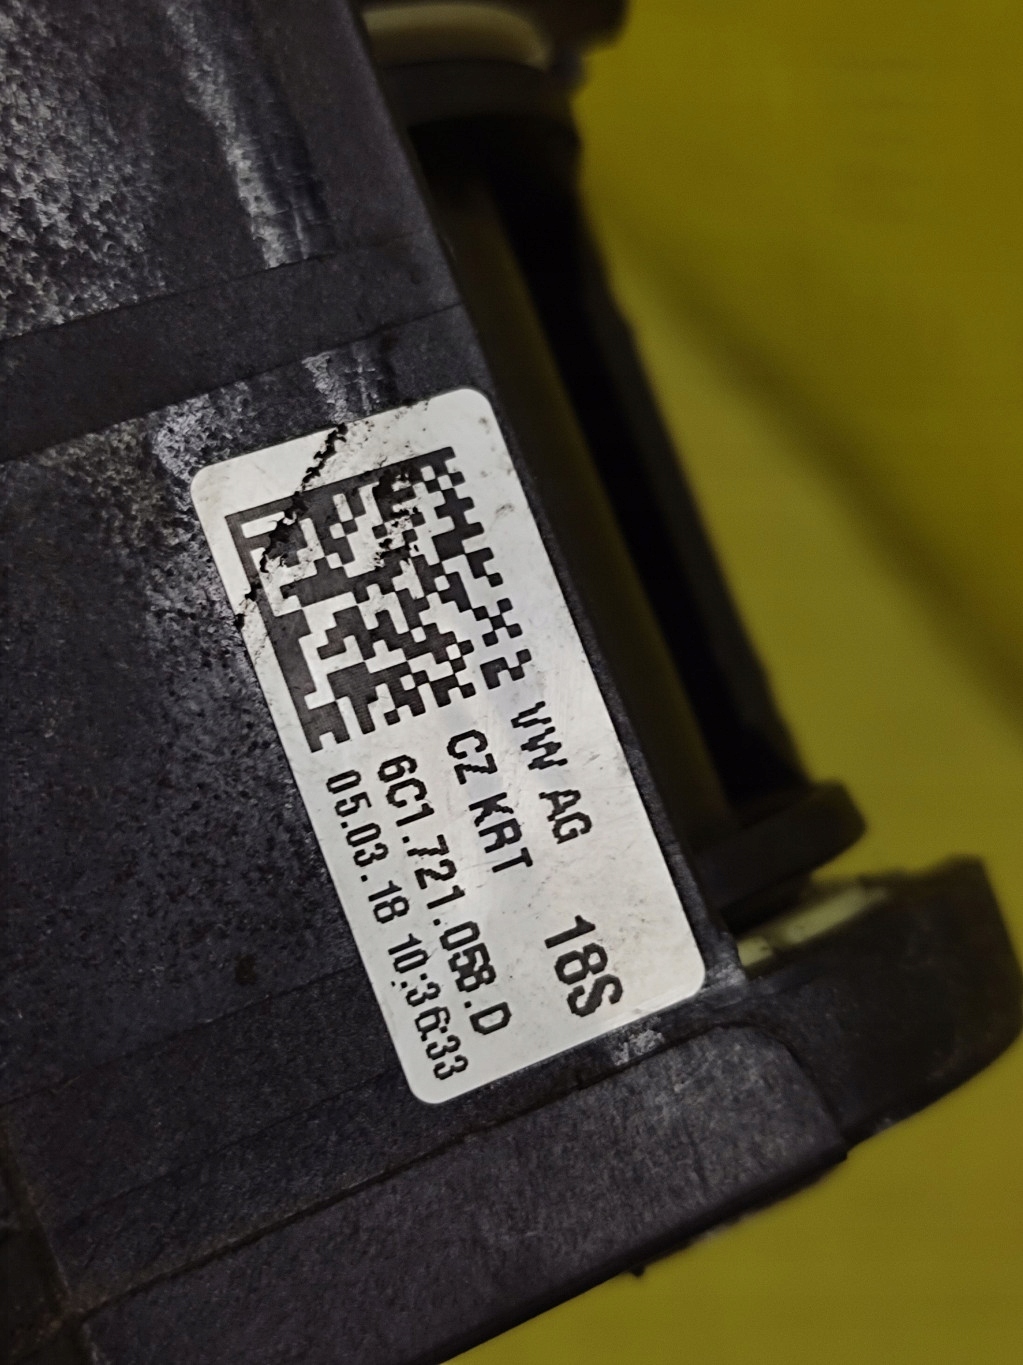 VW AG 18S
CZ KRT
6C1.721.058.D
05.03.18 10:36:33